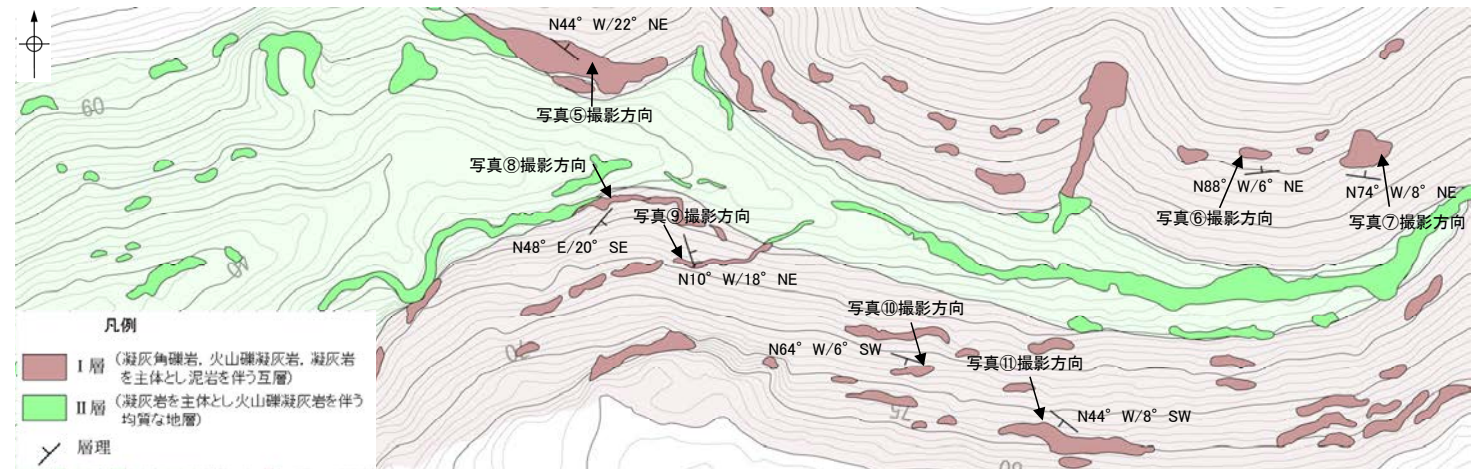 N44° W/22° NE
60
写真⑤撮影方向
写真⑧撮影方向
写真⑨撮影方向
N88° W/6° NE
N74° W/8° NE
写真⑥撮影方向
写真⑦撮影方向
N48° E/20° SE
N10° W/18° NE
写真⑩撮影方向
N64° W/6° SW
写真⑪撮影方向
N44° W/8° SW
75
凡例
I 層 (凝灰角礫岩，火山礫凝灰岩，凝灰岩
を主体とし泥岩を伴う互層)
II 層 (凝灰岩を主体とし火山礫凝灰岩を伴う
均質な地層)
層理